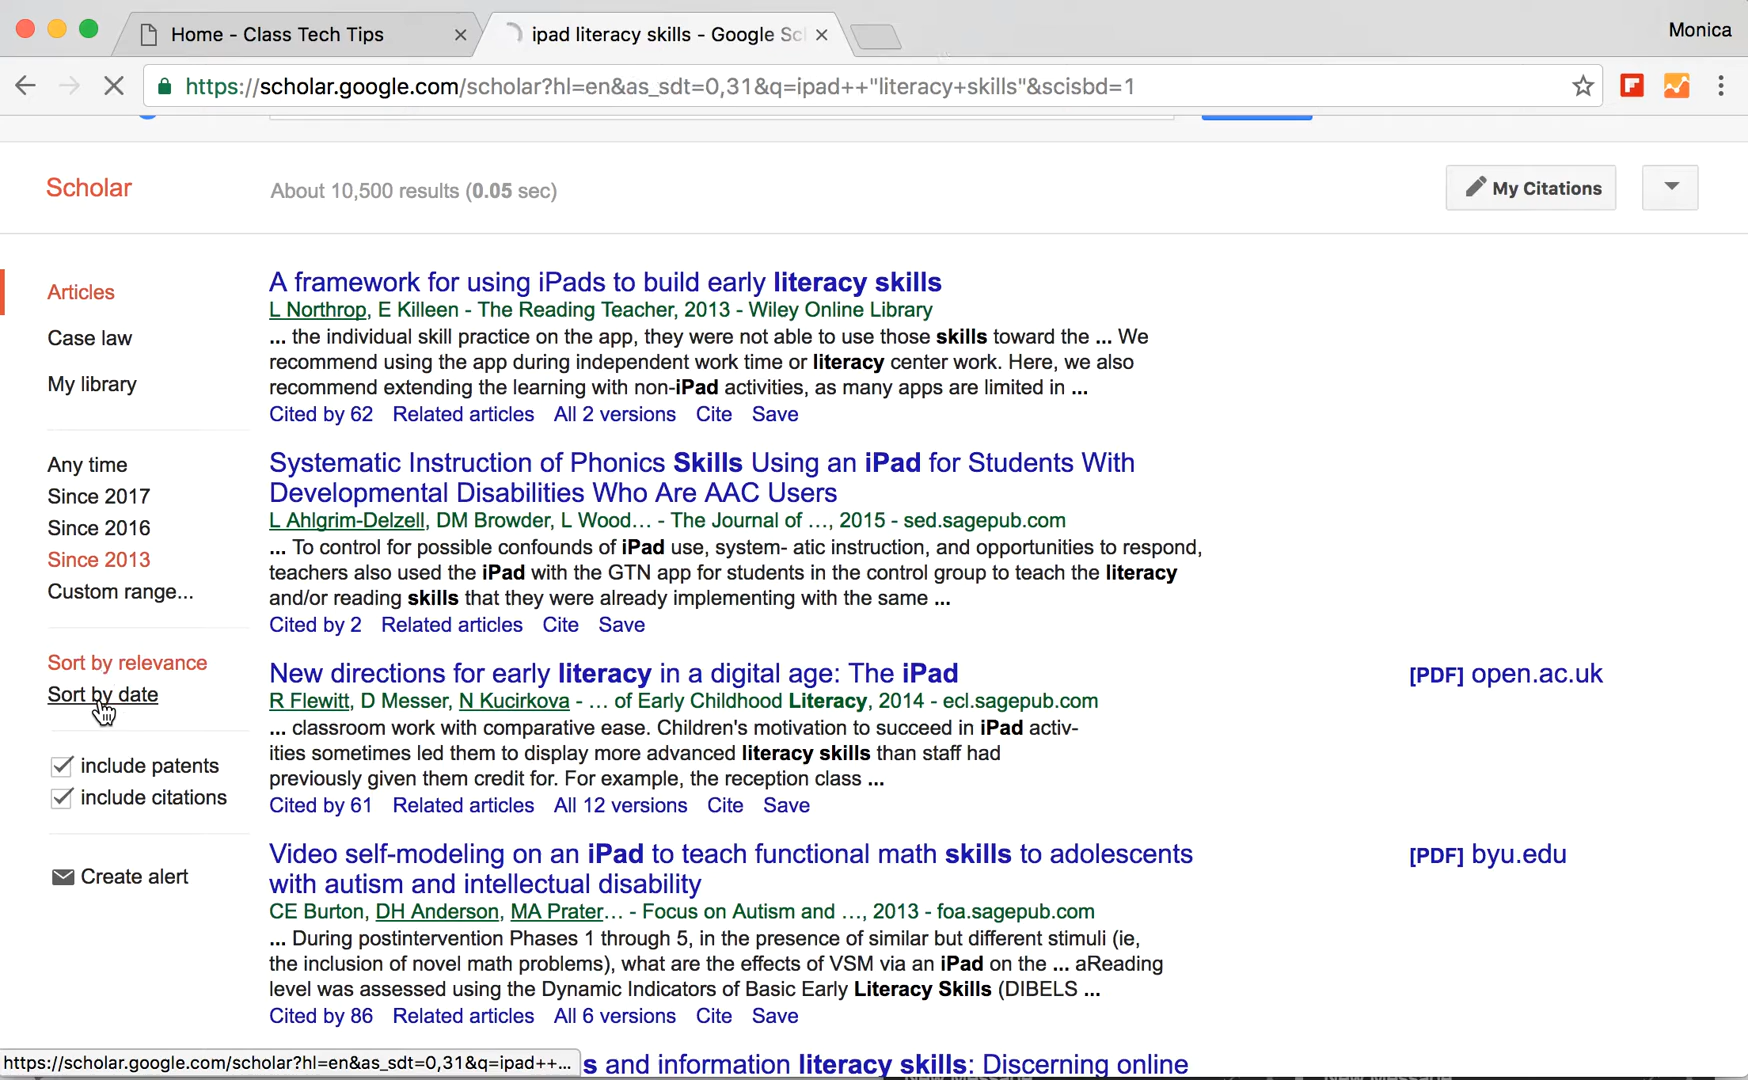 Home - Class Tech Tips
ipad literacy skills - Google Sc
Monica
https://scholar.google.com/scholar?hl=en&as_sdt=0,31&q=ipad++"literacy+skills"&scisbd=1
Scholar
About 10,500 results (0.05 sec)
My Citations
Articles
Case law
My library
Any time
Since 2017
Since 2016
Since 2013
Custom range...
Sort by relevance
Sort by date
include patents
include citations
Create alert
A framework for using iPads to build early literacy skills
L Northrop, E Killeen - The Reading Teacher, 2013 - Wiley Online Library
... the individual skill practice on the app, they were not able to use those skills toward the ... We
recommend using the app during independent work time or literacy center work. Here, we also
recommend extending the learning with non-iPad activities, as many apps are limited in ...
Cited by 62 Related articles All 2 versions Cite Save
Systematic Instruction of Phonics Skills Using an iPad for Students With
Developmental Disabilities Who Are AAC Users
L Ahlgrim-Delzell, DM Browder, L Wood... - The Journal of ..., 2015 - sed.sagepub.com
... To control for possible confounds of iPad use, system- atic instruction, and opportunities to respond,
teachers also used the iPad with the GTN app for students in the control group to teach the literacy
and/or reading skills that they were already implementing with the same ...
Cited by 2 Related articles Cite Save
New directions for early literacy in a digital age: The iPad
[PDF] open.ac.uk
R Flewitt, D Messer, N Kucirkova - ... of Early Childhood Literacy, 2014 - ecl.sagepub.com
... classroom work with comparative ease. Children's motivation to succeed in iPad activ-
ities sometimes led them to display more advanced literacy skills than staff had
previously given them credit for. For example, the reception class ...
Cited by 61 Related articles All 12 versions Cite Save
Video self-modeling on an iPad to teach functional math skills to adolescents
with autism and intellectual disability
[PDF] byu.edu
CE Burton, DH Anderson, MA Prater... - Focus on Autism and ..., 2013 - foa.sagepub.com
... During postintervention Phases 1 through 5, in the presence of similar but different stimuli (ie,
the inclusion of novel math problems), what are the effects of VSM via an iPad on the ... aReading
level was assessed using the Dynamic Indicators of Basic Early Literacy Skills (DIBELS ...
Cited by 86 Related articles All 6 versions Cite Save
https://scholar.google.com/scholar?hl=en&as_sdt=0,31&q=ipad++...
s and information literacy skills: Discerning online